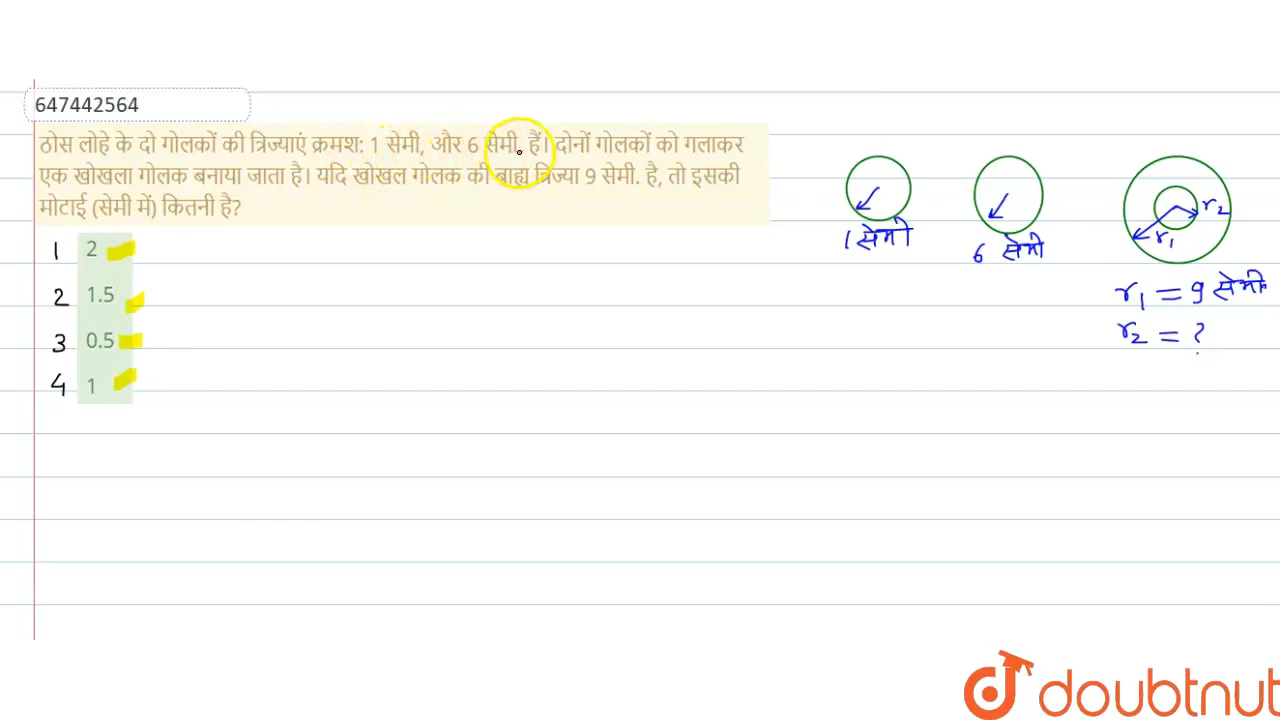 647442564
ठोस लोहे के दो गोलकों की त्रिज्याएं क्रमश: 1 सेमी, और 6 सेमी. हैं। दोनों गोलकों को गलाकर
एक खोखला गोलक बनाया जाता है। यदि खोखल गोलक की बाह्य त्रिज्या 9 सेमी. है, तो इसकी
मोटाई (सेमी में) कितनी है?
1 2
2 1.5
3 0.5
4 1
1 सेमी
6 सेमी
r2
r1
r1 = 9 सेमी
r2 = ?
doubtnut